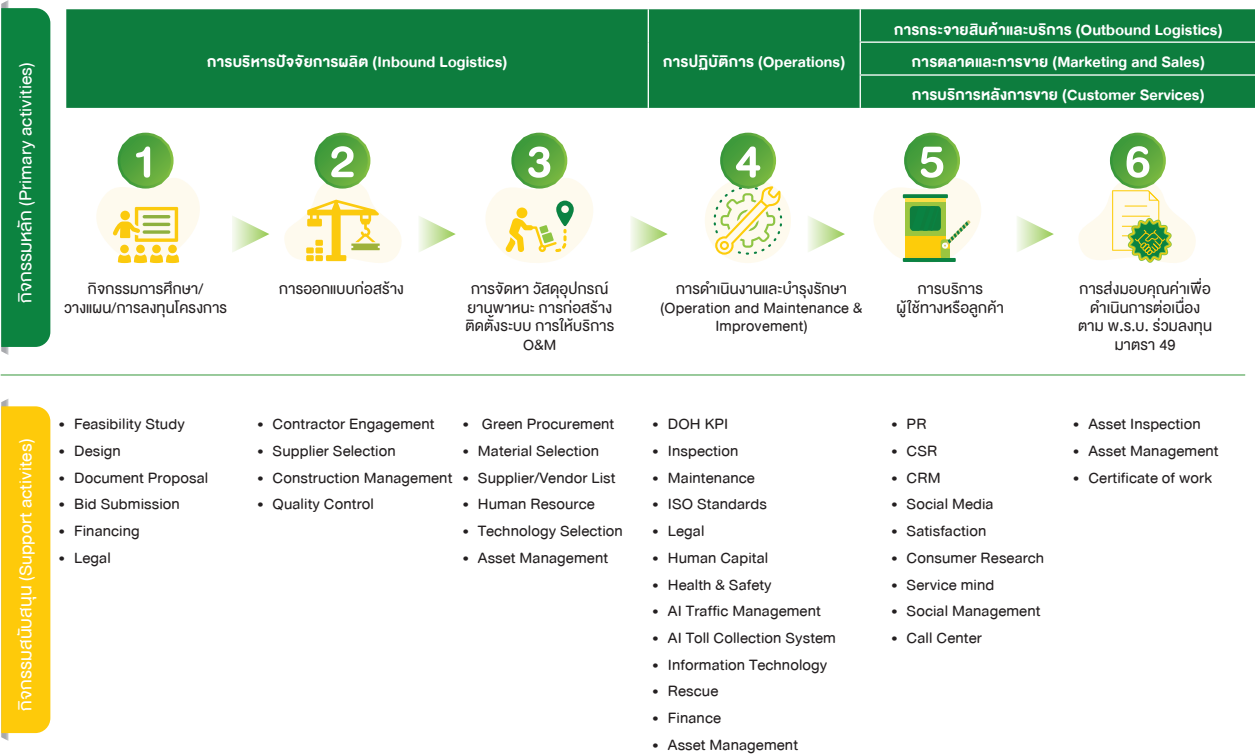 กิจกรรมหลัก (Primary activities)
การบริหารปัจจัยการผลิต (Inbound Logistics)
การปฏิบัติการ (Operations)
การกระจายสินค้าและบริการ (Outbound Logistics)
การตลาดและการขาย (Marketing and Sales)
การบริการหลังการขาย (Customer Services)
1
กิจกรรมการศึกษา/
วางแผน/การลงทุนโครงการ
2
การออกแบบก่อสร้าง
3
การจัดหา วัสดุอุปกรณ์
ยานพาหนะ การก่อสร้าง
ติดตั้งระบบ การให้บริการ
O&M
4
การดำเนินงานและบำรุงรักษา
(Operation and Maintenance &
Improvement)
5
การบริการ
ผู้ใช้ทางหรือลูกค้า
6
การส่งมอบคุณค่าเพื่อ
ดำเนินการต่อเนื่อง
ตาม พ.ร.บ. ร่วมลงทุน
มาตรา 49
กิจกรรมสนับสนุน (Support activites)
• Feasibility Study
• Design
• Document Proposal
• Bid Submission
• Financing
• Legal
• Contractor Engagement
• Supplier Selection
• Construction Management
• Quality Control
• Green Procurement
• Material Selection
• Supplier/Vendor List
• Human Resource
• Technology Selection
• Asset Management
• DOH KPI
• Inspection
• Maintenance
• ISO Standards
• Legal
• Human Capital
• Health & Safety
• AI Traffic Management
• AI Toll Collection System
• Information Technology
• Rescue
• Finance
• Asset Management
• PR
• CSR
• CRM
• Social Media
• Satisfaction
• Consumer Research
• Service mind
• Social Management
• Call Center
• Asset Inspection
• Asset Management
• Certificate of work